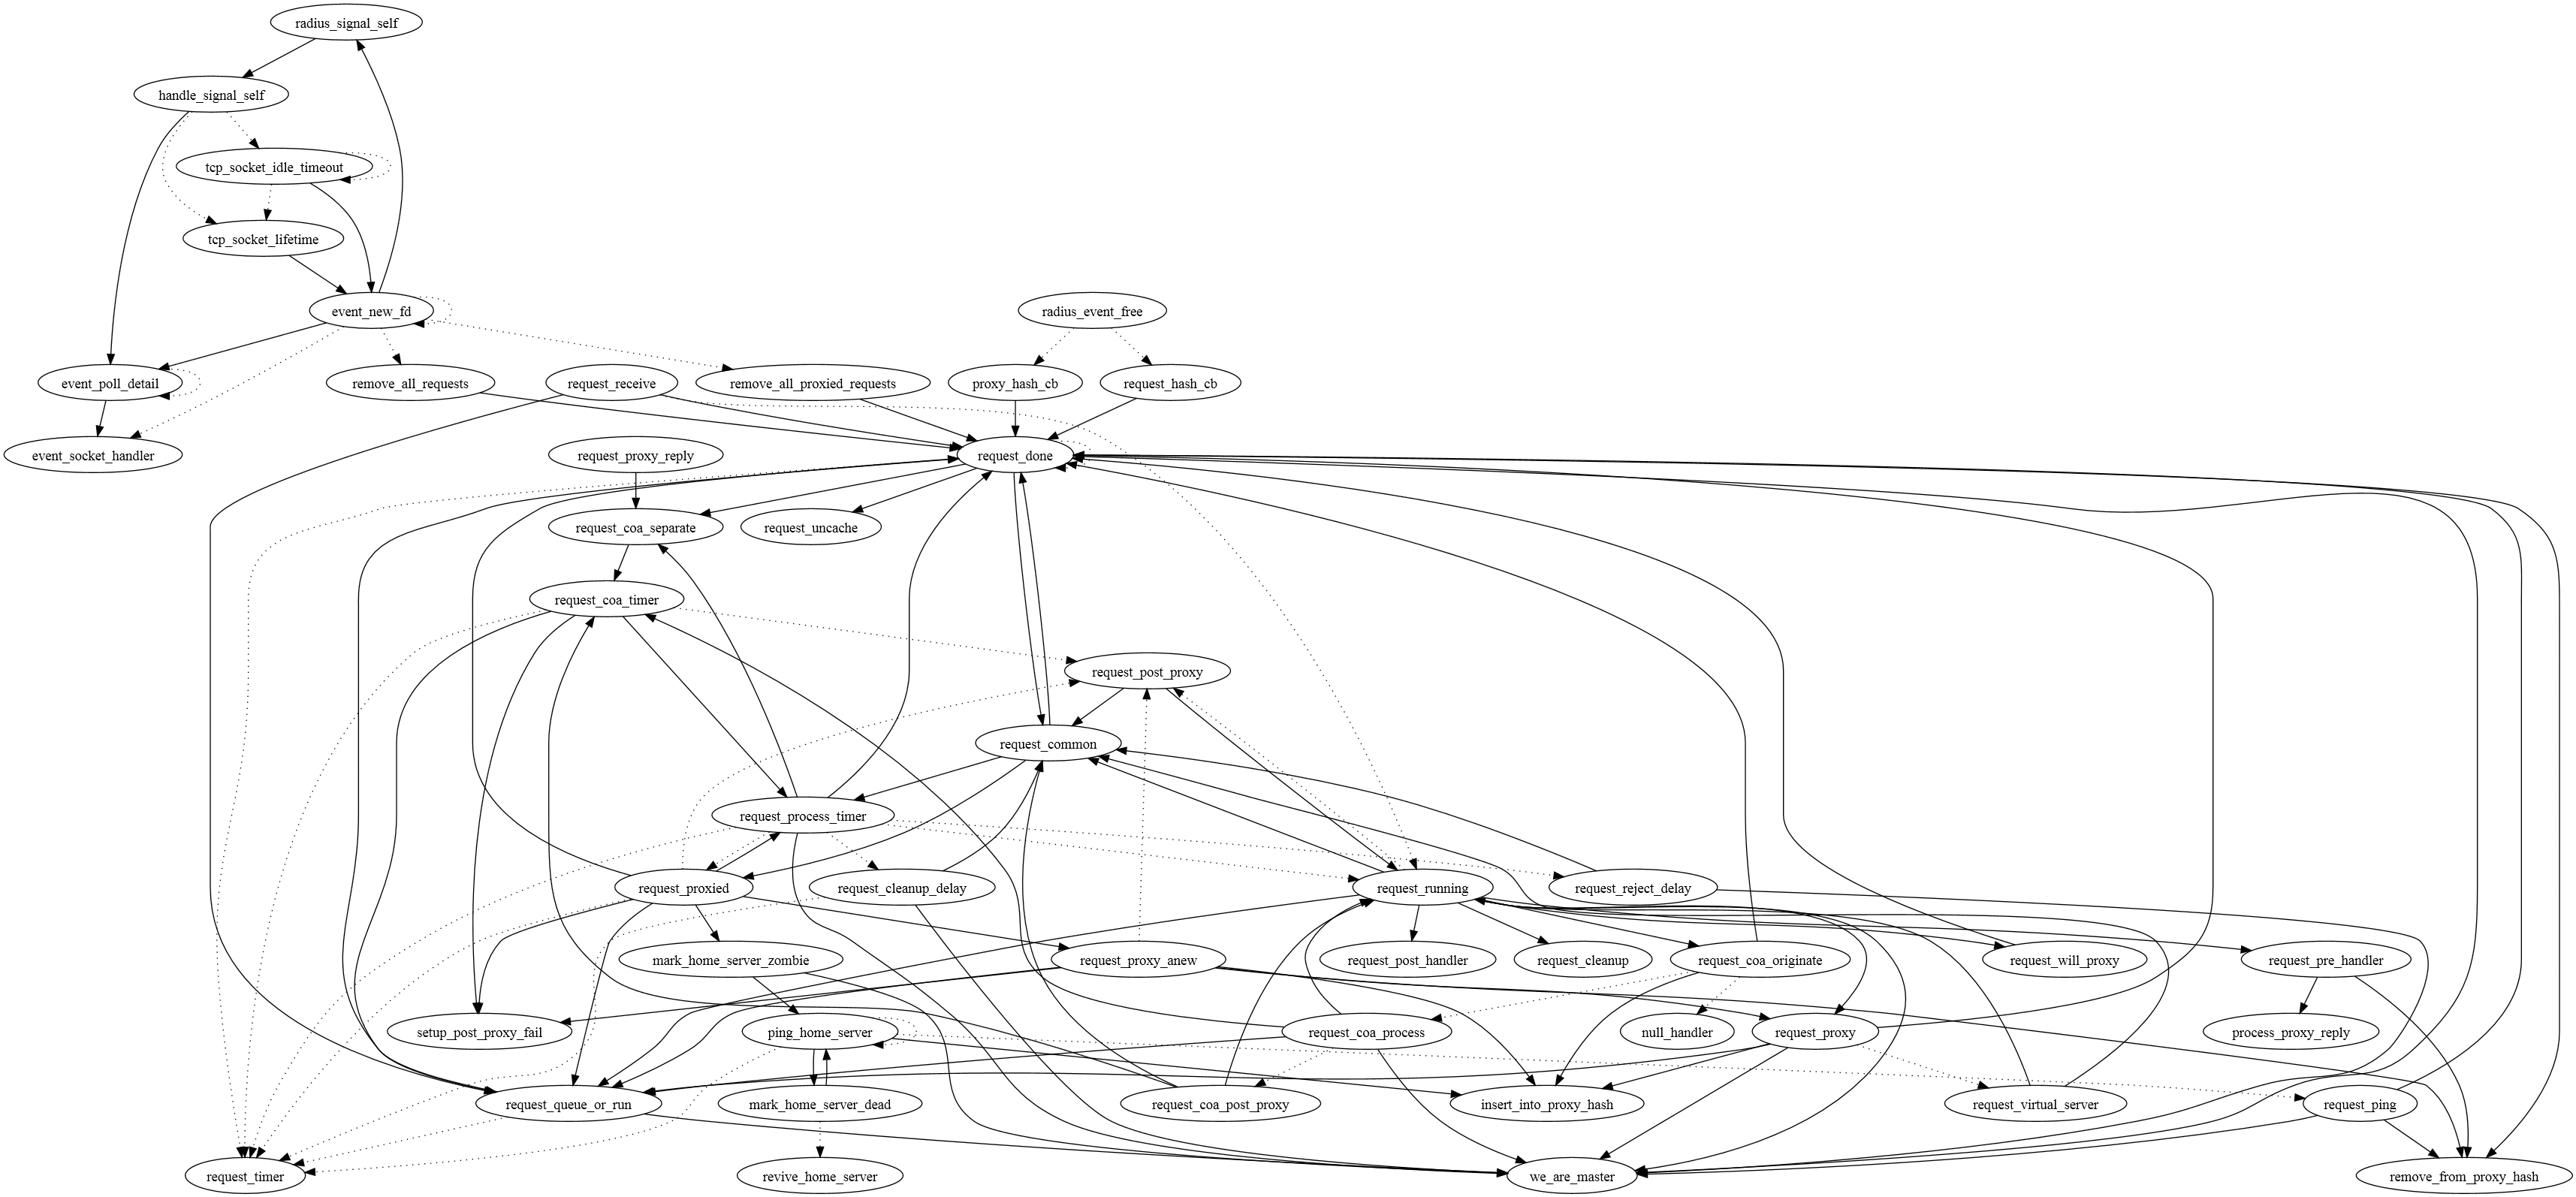 radius_signal_self
handle_signal_self
tcp_socket_idle_timeout
tcp_socket_lifetime
event_new_fd
radius_event_free
event_poll_detail
remove_all_requests
request_receive
remove_all_proxied_requests
proxy_hash_cb
request_hash_cb
event_socket_handler
request_proxy_reply
request_done
request_coa_separate
request_uncache
request_coa_timer
request_post_proxy
request_common
request_process_timer
request_proxied
request_cleanup_delay
request_running
request_reject_delay
mark_home_server_zombie
request_proxy_anew
request_post_handler
request_cleanup
request_coa_originate
request_will_proxy
request_pre_handler
setup_post_proxy_fail
ping_home_server
request_coa_process
null_handler
request_proxy
process_proxy_reply
request_queue_or_run
mark_home_server_dead
request_coa_post_proxy
insert_into_proxy_hash
request_virtual_server
request_ping
request_timer
revive_home_server
we_are_master
remove_from_proxy_hash